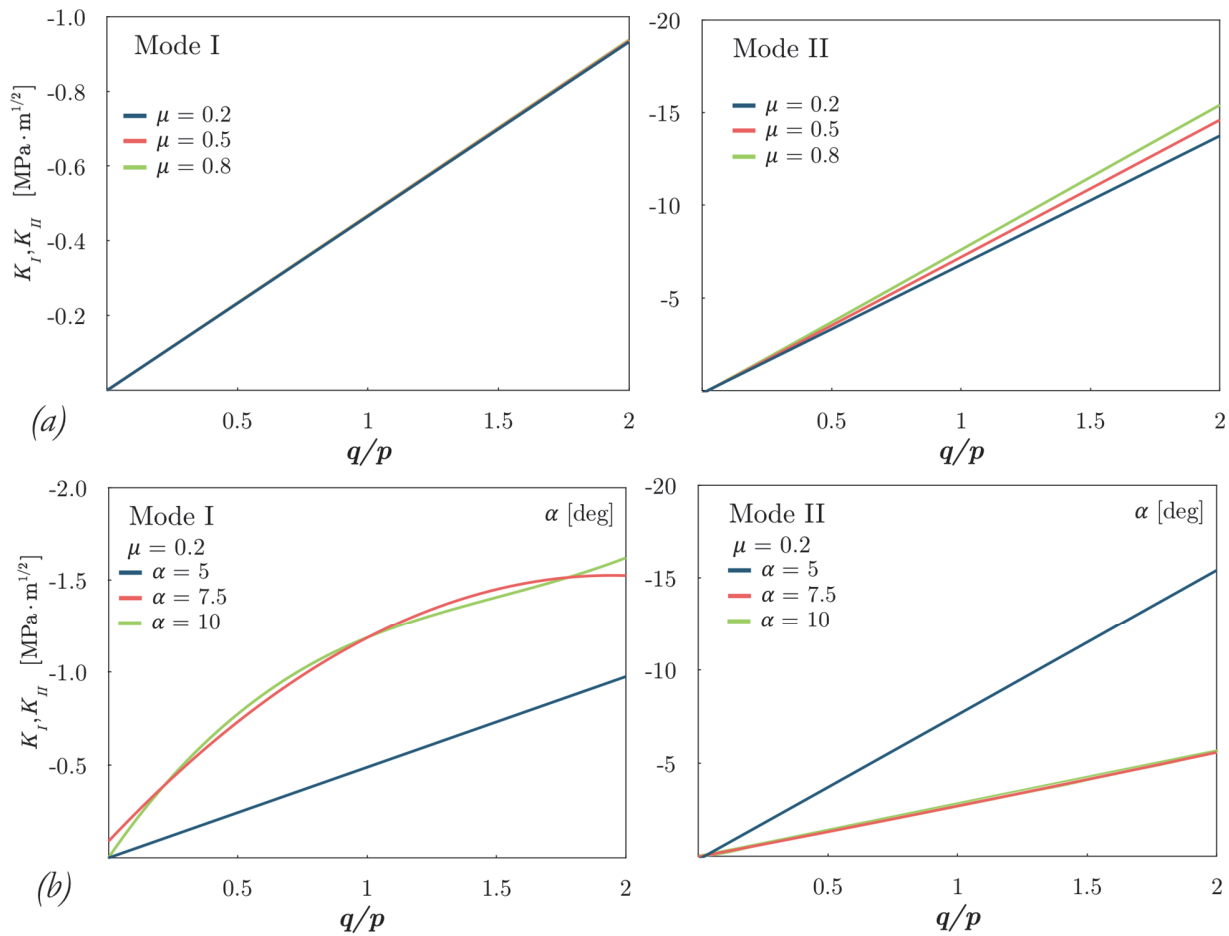 -1.0
Mode I
-0.8
μ = 0.2
μ = 0.5
μ = 0.8
-0.6
-0.4
-0.2
K_I, K_II [MPa·m^1/2]
0.5
1
1.5
2
q/p
(a)
-20
Mode II
-15
μ = 0.2
μ = 0.5
μ = 0.8
-10
-5
0.5
1
1.5
2
q/p
-2.0
Mode I
α [deg]
μ = 0.2
α = 5
α = 7.5
α = 10
-1.5
-1.0
-0.5
K_I, K_II [MPa·m^1/2]
0.5
1
1.5
2
q/p
(b)
-20
Mode II
α [deg]
μ = 0.2
α = 5
α = 7.5
α = 10
-15
-10
-5
0.5
1
1.5
2
q/p